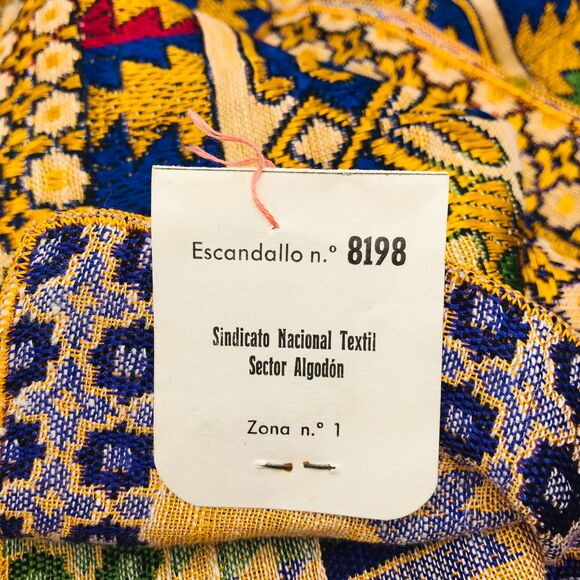 Escandallo n.º 8198
Sindicato Nacional Textil
Sector Algodón
Zona n.º 1